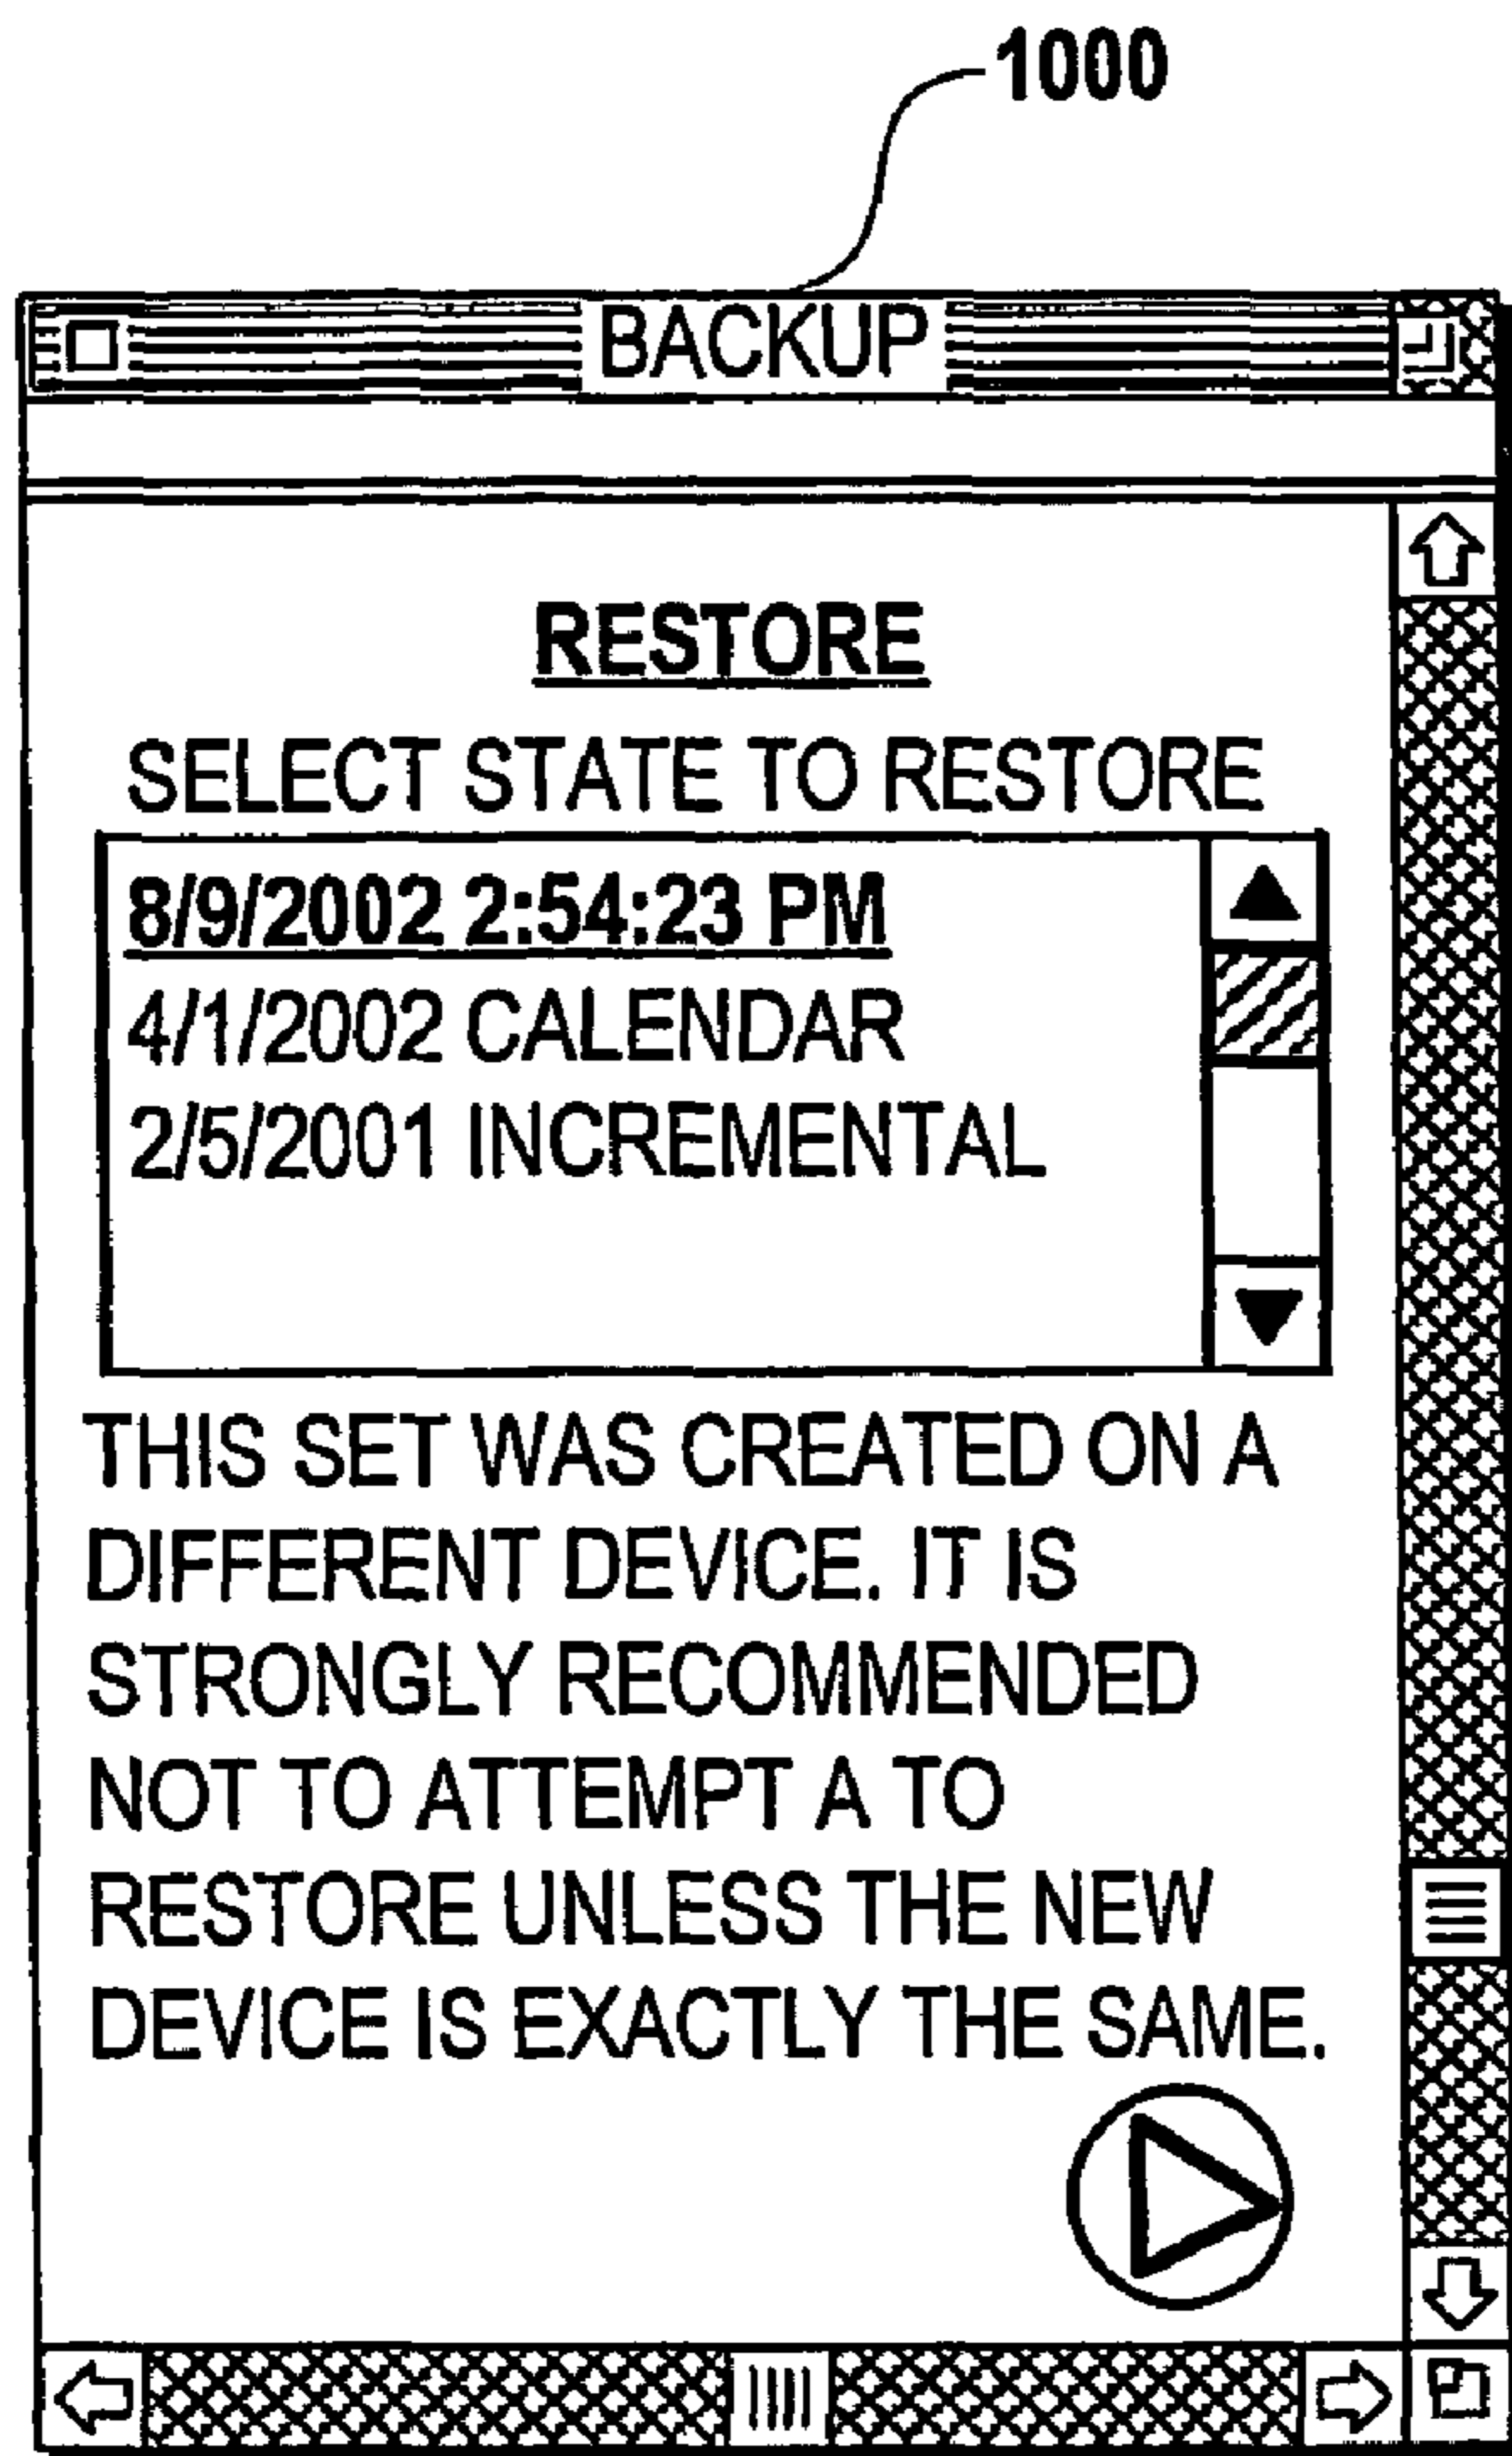 1000
BACKUP
RESTORE
SELECT STATE TO RESTORE
8/9/2002 2:54:23 PM
4/1/2002 CALENDAR
2/5/2001 INCREMENTAL
THIS SET WAS CREATED ON A
DIFFERENT DEVICE. IT IS
STRONGLY RECOMMENDED
NOT TO ATTEMPT A TO
RESTORE UNLESS THE NEW
DEVICE IS EXACTLY THE SAME.